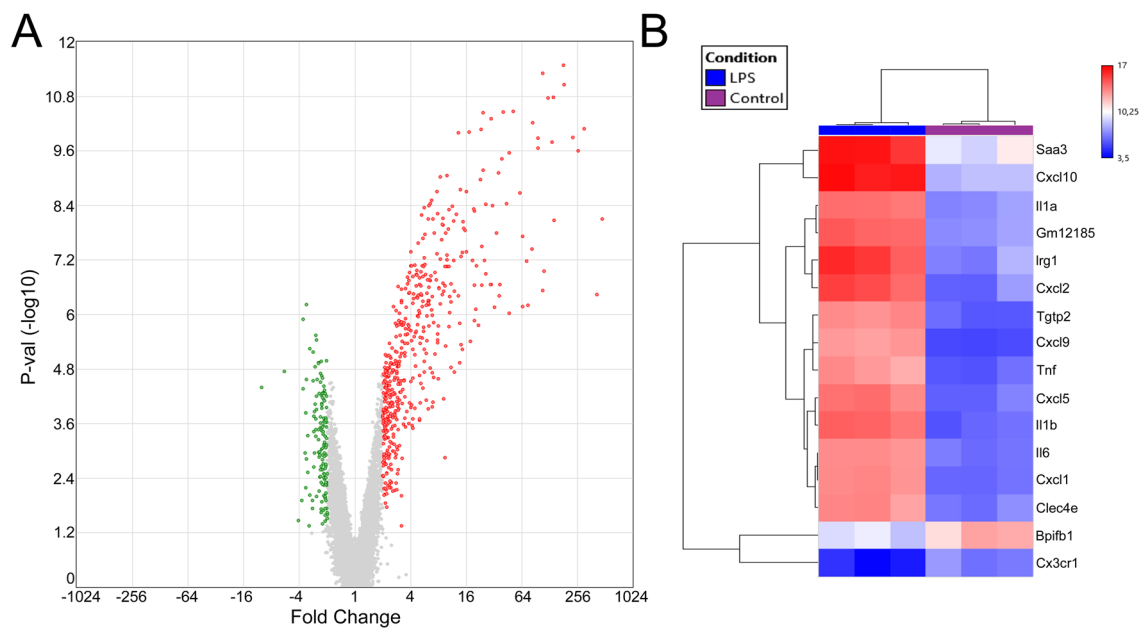 A
12
10.8
9.6
8.4
7.2
6
4.8
3.6
2.4
1.2
0
P-val (-log10)
-1024 -256 -64 -16 -4 1 4 16 64 256 1024
Fold Change
B
Condition
LPS
Control
17
10,25
3,5
Saa3
Cxcl10
Il1a
Gm12185
Irg1
Cxcl2
Tgtp2
Cxcl9
Tnf
Cxcl5
Il1b
Il6
Cxcl1
Clec4e
Bpifb1
Cx3cr1